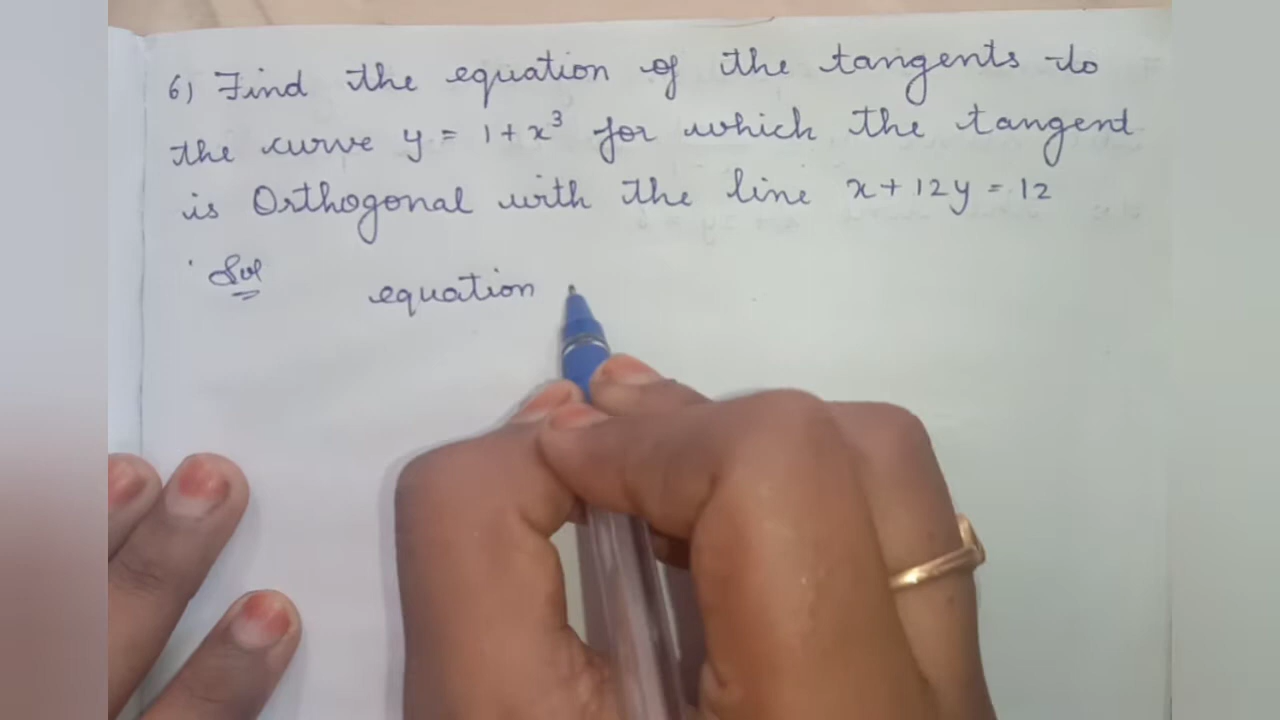 6) Find the equation of the tangents to
the curve y = 1 + x³ for which the tangent
is Orthogonal with the line x + 12y = 12
Sol
equation